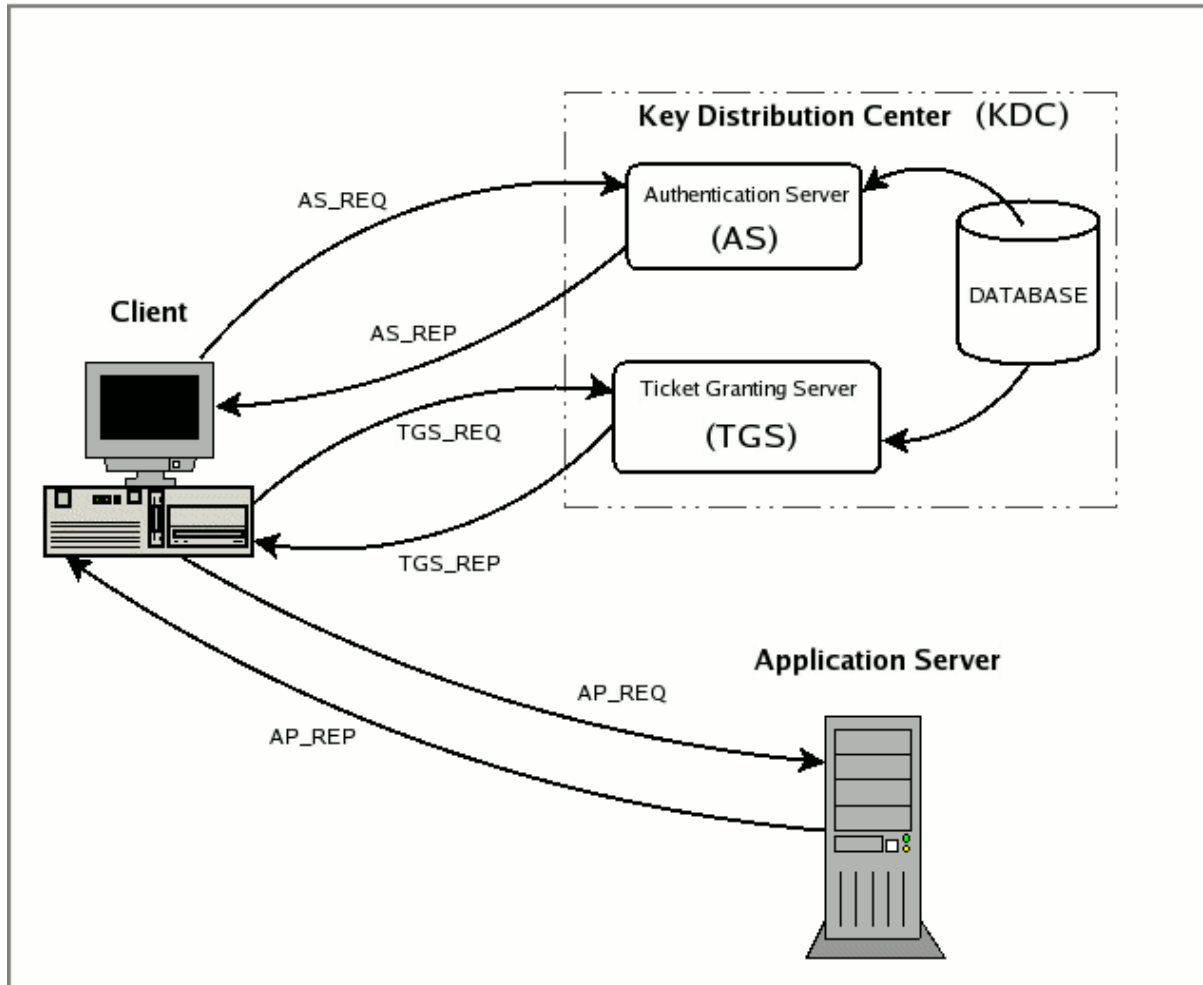 Key Distribution Center (KDC)
Authentication Server
(AS)
AS_REQ
DATABASE
Client
AS_REP
Ticket Granting Server
(TGS)
TGS_REQ
TGS_REP
Application Server
AP_REQ
AP_REP